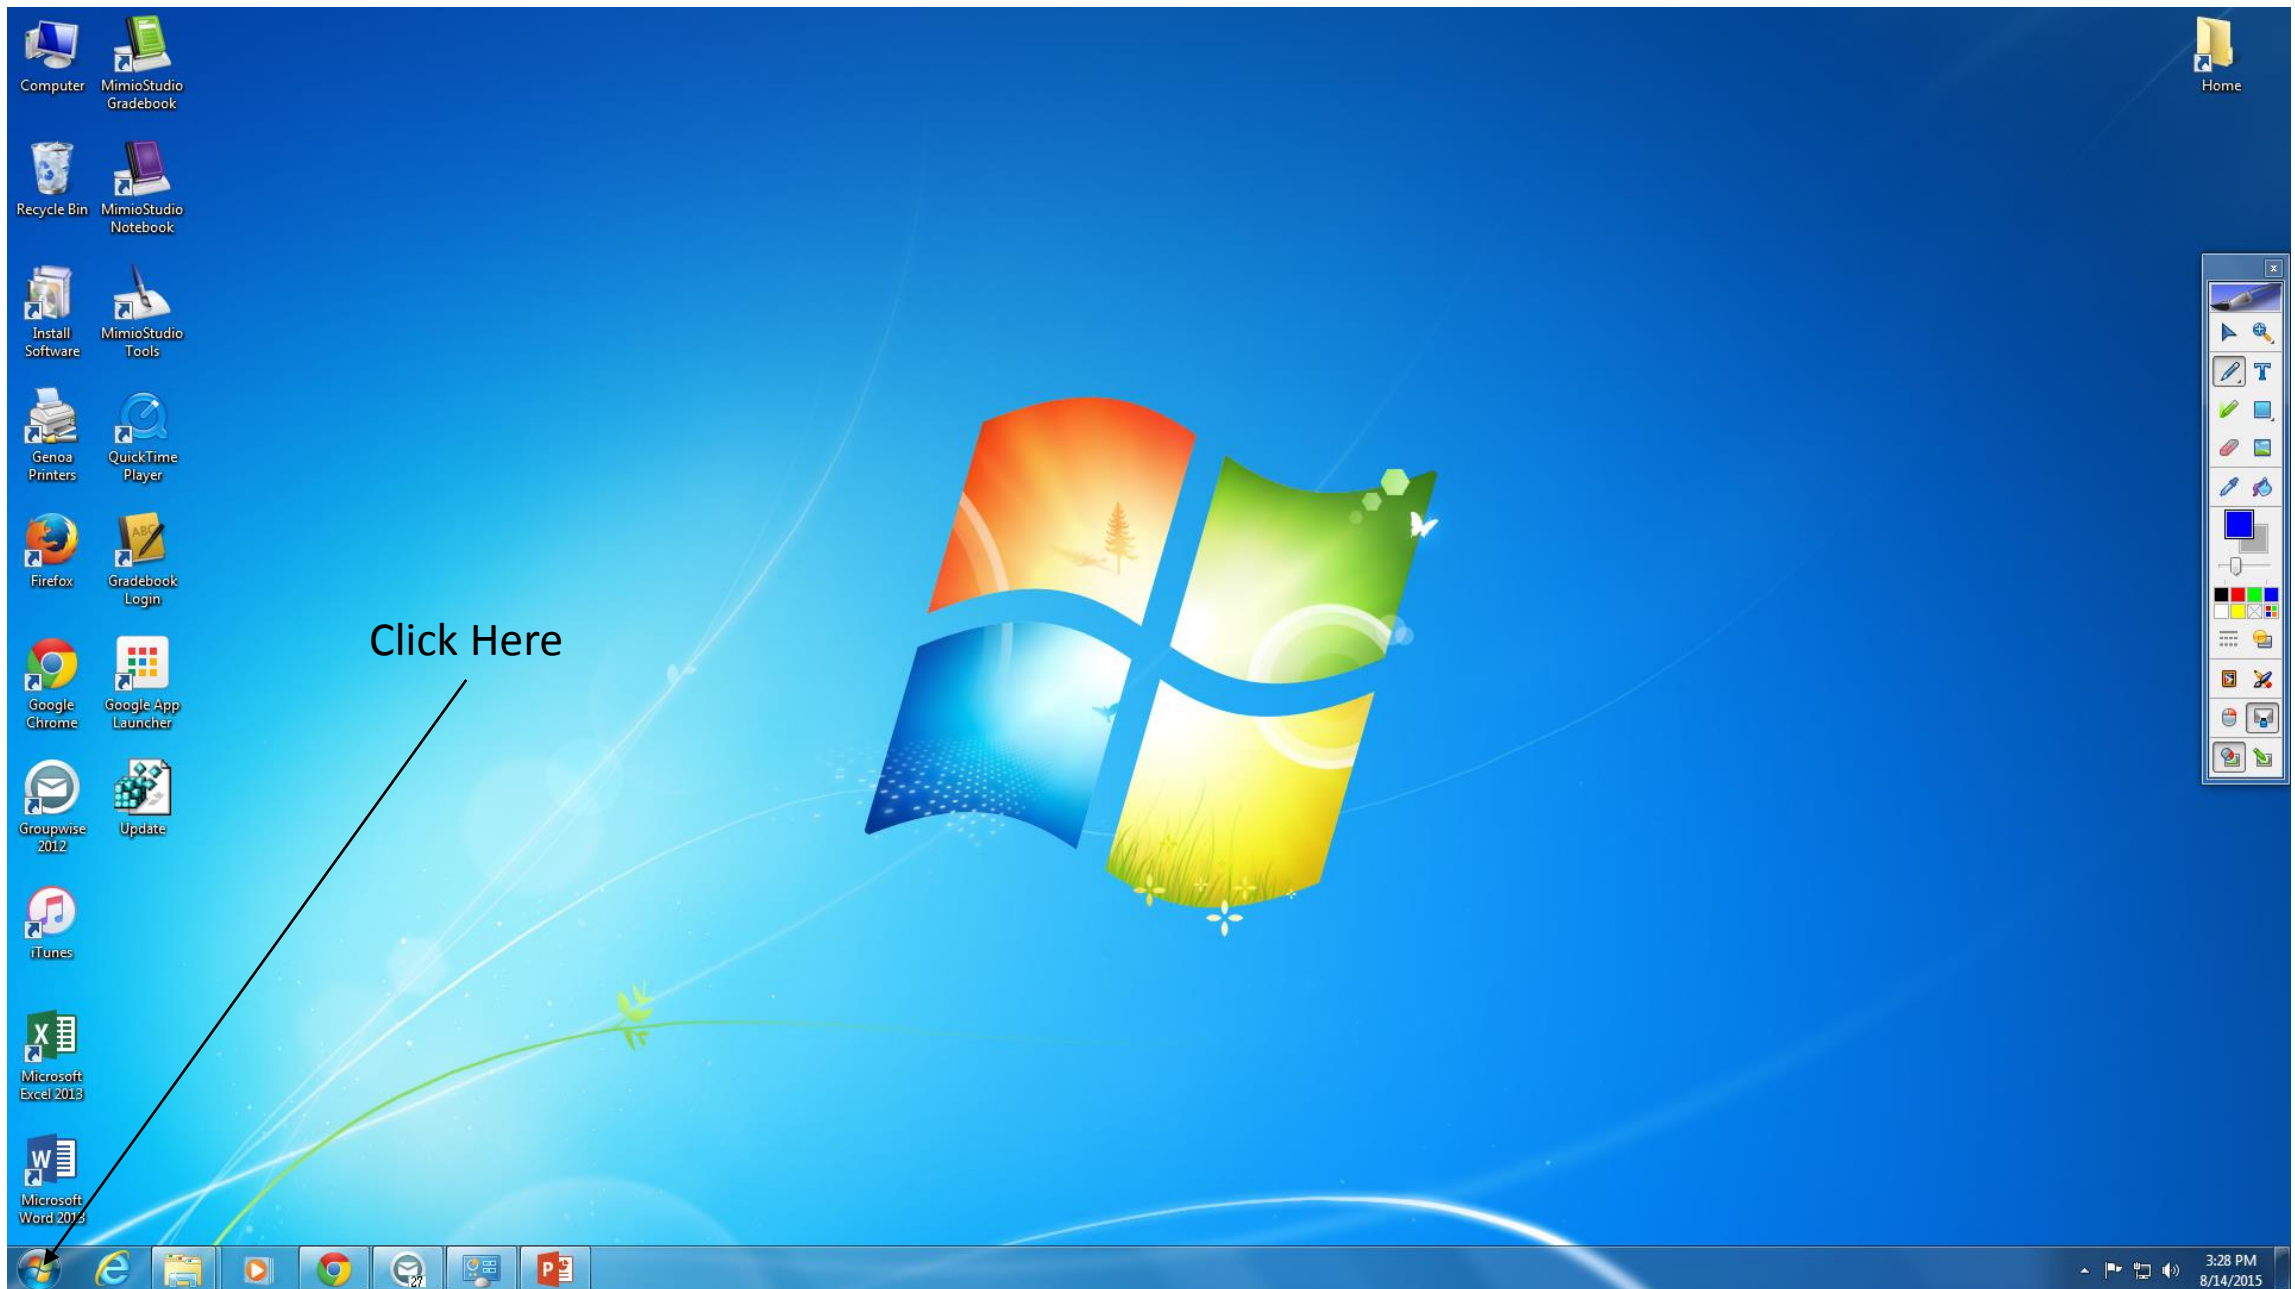 Computer
MimioStudio
Gradebook
Home
Recycle Bin
MimioStudio
Notebook
Install
Software
MimioStudio
Tools
Genoa
Printers
QuickTime
Player
ABC
Firefox
Gradebook
Login
Click Here
Google
Chrome
Google App
Launcher
Groupwise
2012
Update
iTunes
Microsoft
Excel 2013
Microsoft
Word 2013
27
3:28 PM
8/14/2015